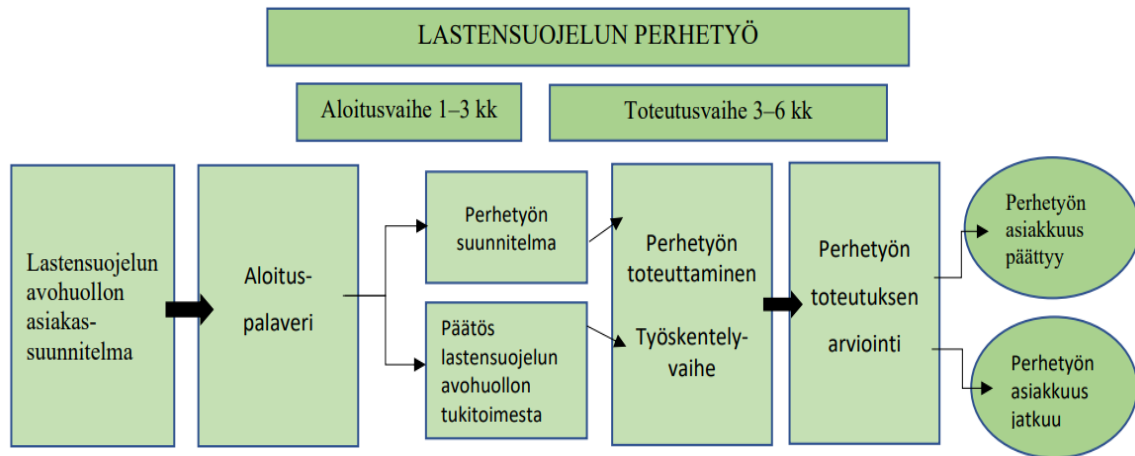 LASTENSUOJELUN PERHETYÖ
Aloitusvaihe 1–3 kk
Toteutusvaihe 3–6 kk
Lastensuojelun
avohuollon
asiakas-
suunnitelma
Aloitus-
palaveri
Perhetyön
suunnitelma
Päätös
lastensuojelun
avohuollon
tukitoimesta
Perhetyön
toteuttaminen
Työskentely-
vaihe
Perhetyön
toteutuksen
arviointi
Perhetyön
asiakkuus
päättyy
Perhetyön
asiakkuus
jatkuu